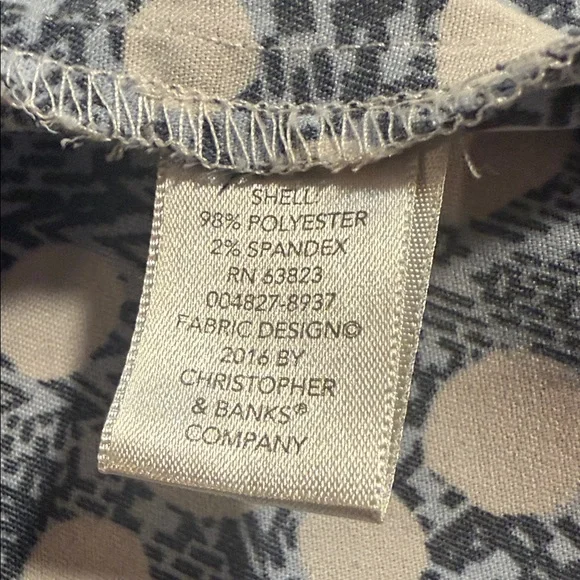 SHELL:
98% POLYESTER
2% SPANDEX
RN 63823
004827-8937
FABRIC DESIGN©
2016 BY
CHRISTOPHER
& BANKS®
COMPANY